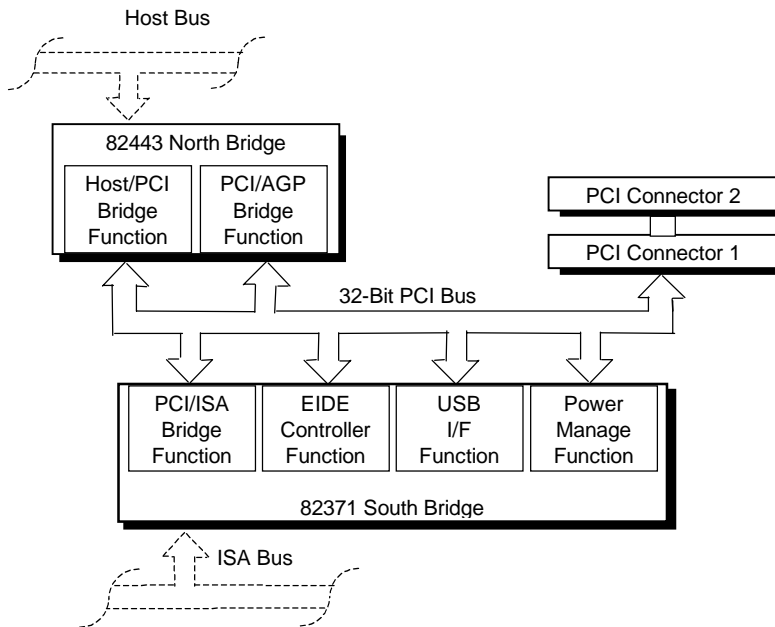 Host Bus
82443 North Bridge
Host/PCI
Bridge
Function
PCI/AGP
Bridge
Function
PCI Connector 2
PCI Connector 1
32-Bit PCI Bus
PCI/ISA
Bridge
Function
EIDE
Controller
Function
USB
I/F
Function
Power
Manage
Function
82371 South Bridge
ISA Bus